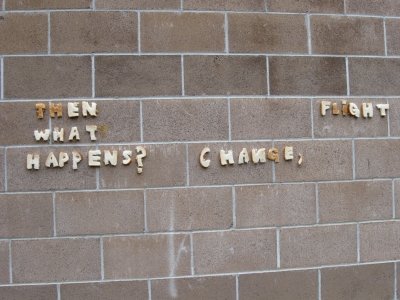 THEN
WHAT
HAPPENS?
CHANGE,
FLiGHT